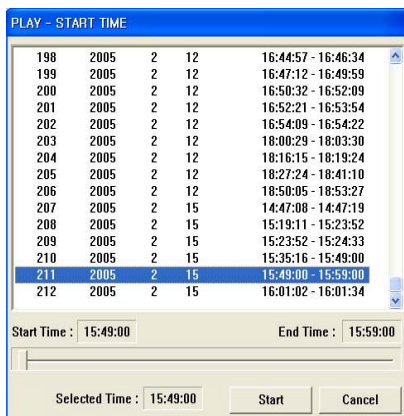 PLAY - START TIME
198 2005 2 12 16:44:57 - 16:46:34
199 2005 2 12 16:47:12 - 16:49:59
200 2005 2 12 16:50:32 - 16:52:09
201 2005 2 12 16:52:21 - 16:53:54
202 2005 2 12 16:54:09 - 16:54:22
203 2005 2 12 18:00:29 - 18:03:30
204 2005 2 12 18:16:15 - 18:19:24
205 2005 2 12 18:27:24 - 18:41:10
206 2005 2 12 18:50:05 - 18:53:27
207 2005 2 15 14:47:08 - 14:47:19
208 2005 2 15 15:19:11 - 15:23:52
209 2005 2 15 15:23:52 - 15:24:33
210 2005 2 15 15:35:16 - 15:49:00
211 2005 2 15 15:49:00 - 15:59:00
212 2005 2 15 16:01:02 - 16:01:34
Start Time : 15:49:00 End Time : 15:59:00
Selected Time : 15:49:00 Start Cancel